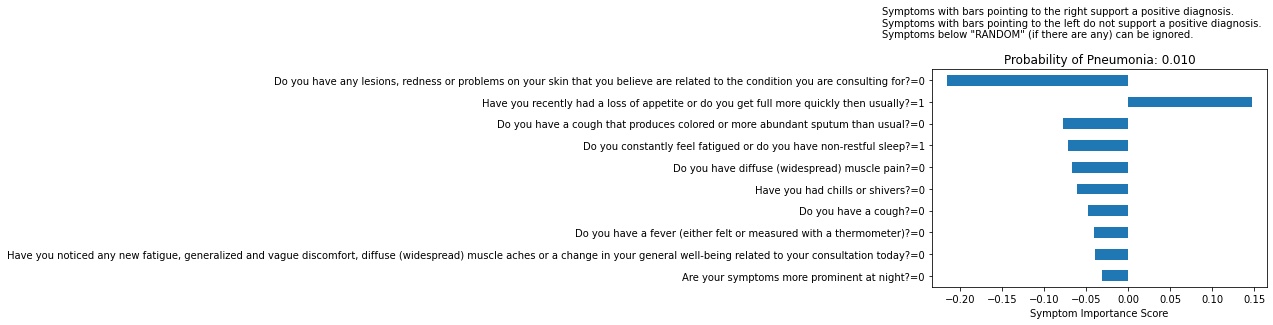 Symptoms with bars pointing to the right support a positive diagnosis.
Symptoms with bars pointing to the left do not support a positive diagnosis.
Symptoms below "RANDOM" (if there are any) can be ignored.
Probability of Pneumonia: 0.010
Do you have any lesions, redness or problems on your skin that you believe are related to the condition you are consulting for?=0
Have you recently had a loss of appetite or do you get full more quickly then usually?=1
Do you have a cough that produces colored or more abundant sputum than usual?=0
Do you constantly feel fatigued or do you have non-restful sleep?=1
Do you have diffuse (widespread) muscle pain?=0
Have you had chills or shivers?=0
Do you have a cough?=0
Do you have a fever (either felt or measured with a thermometer)?=0
Have you noticed any new fatigue, generalized and vague discomfort, diffuse (widespread) muscle aches or a change in your general well-being related to your consultation today?=0
Are your symptoms more prominent at night?=0
−0.20 −0.15 −0.10 −0.05 0.00 0.05 0.10 0.15
Symptom Importance Score